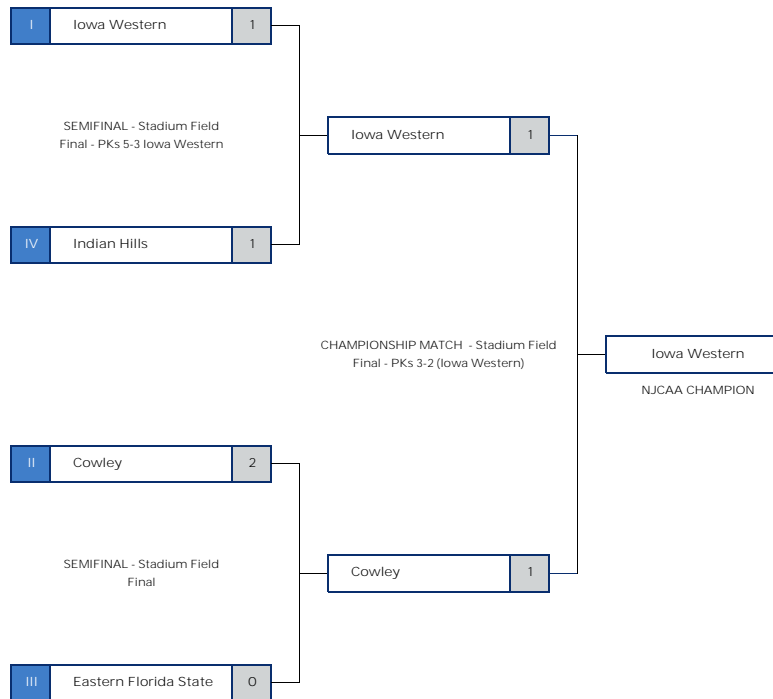 I Iowa Western 1
SEMIFINAL - Stadium Field
Final - PKs 5-3 Iowa Western
Iowa Western 1
IV Indian Hills 1
CHAMPIONSHIP MATCH - Stadium Field
Final - PKs 3-2 (Iowa Western)
Iowa Western
NJCAA CHAMPION
II Cowley 2
SEMIFINAL - Stadium Field
Final
Cowley 1
III Eastern Florida State 0